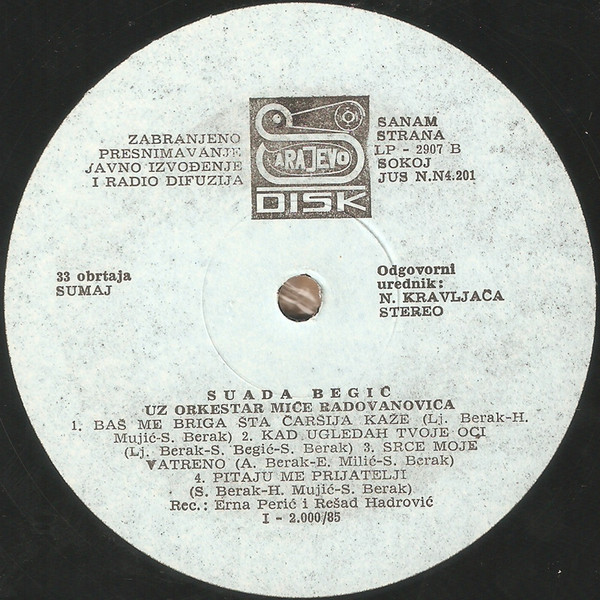 ZABRANJENO
PRESNIMAVANJE
JAVNO IZVOĐENJE
I RADIO DIFUZIJA
SARAJEVO
DISK
SANAM
STRANA
LP - 2907 B
SOKOJ
JUS N.N4.201
33 obrtaja
SUMAJ
Odgovorni
urednik:
N. KRAVLJAČA
STEREO
SUADA BEGIĆ
UZ ORKESTAR MIĆE RADOVANOVIĆA
1. BAŠ ME BRIGA ŠTA ČARŠIJA KAŽE (Lj. Berak-H.
Mujić-S. Berak) 2. KAD UGLEDAH TVOJE OČI
(Lj. Berak-S. Begić-S. Berak) 3. SRCE MOJE
VATRENO (A. Berak-E. Milić-S. Berak)
4. PITAJU ME PRIJATELJI
(S. Berak-H. Mujić-S. Berak)
Rec.: Erna Perić i Rešad Hadrović
I - 2.000/85